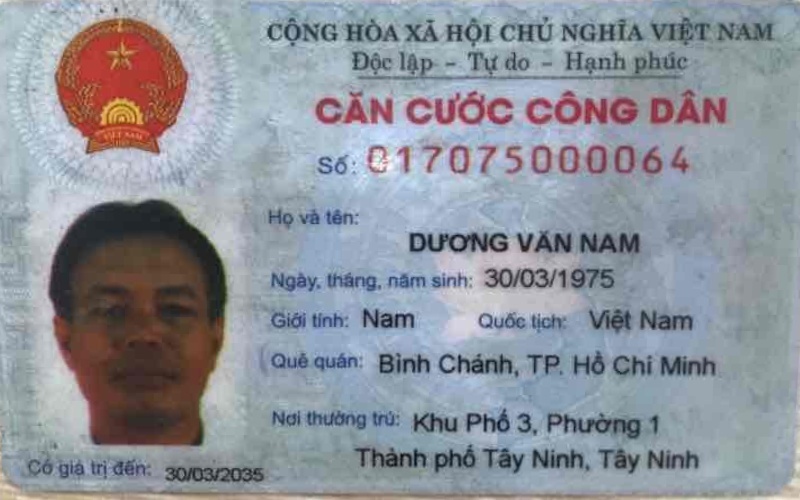 CỘNG HÒA XÃ HỘI CHỦ NGHĨA VIỆT NAM
Độc lập - Tự do - Hạnh phúc
CĂN CƯỚC CÔNG DÂN
Số: 017075000064
Họ và tên:
DƯƠNG VĂN NAM
Ngày, tháng, năm sinh: 30/03/1975
Giới tính: Nam Quốc tịch: Việt Nam
Quê quán: Bình Chánh, TP. Hồ Chí Minh
Nơi thường trú: Khu Phố 3, Phường 1
Thành phố Tây Ninh, Tây Ninh
Có giá trị đến: 30/03/2035